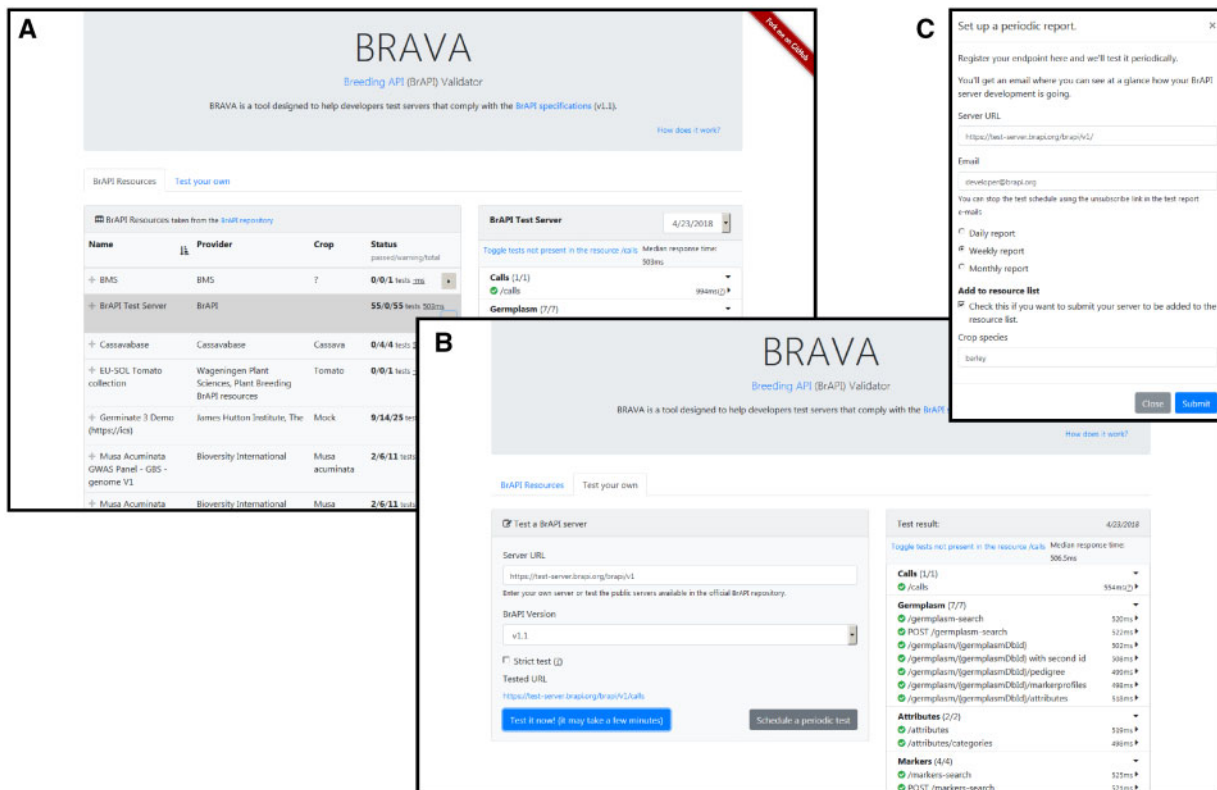 A
Fork me on GitHub
BRAVA
Breeding API (BrAPI) Validator
BRAVA is a tool designed to help developers test servers that comply with the BrAPI specifications (v1.1).
How does it work?
BrAPI Resources Test your own
BrAPI Resources taken from the BrAPI repository
Name Provider Crop Status
passed/warning/total
BMS BMS ? 0/0/1 tests -ms
BrAPI Test Server BrAPI 55/0/55 tests 503ms
Cassavabase Cassavabase Cassava 0/4/4 tests
EU-SOL Tomato Wageningen Plant Tomato 0/0/1 tests
collection Sciences, Plant Breeding
BrAPI resources
Germinate 3 Demo James Hutton Institute, The Mock 9/14/25
(https://ics)
Musa Acuminata Bioversity International Musa 2/6/11 tests
GWAS Panel - GBS - acuminata
genome V1
Musa Acuminata Bioversity International Musa 2/6/11 tests
BrAPI Test Server 4/23/2018
Toggle tests not present in the resource /calls Median response time:
503ms
Calls (1/1)
/calls 994ms(?)
Germplasm (7/7)
B
BRAVA
Breeding API (BrAPI) Validator
BRAVA is a tool designed to help developers test servers that comply with the BrAPI
How does it work?
BrAPI Resources Test your own
Test a BrAPI server
Server URL
https://test-server.brapi.org/brapi/v1
Enter your own server or test the public servers available in the official BrAPI repository.
BrAPI Version
v1.1
Strict test (?)
Tested URL
https://test-server.brapi.org/brapi/v1/calls
Test it now! (it may take a few minutes) Schedule a periodic test
Test result: 4/23/2018
Toggle tests not present in the resource /calls Median response time:
506.5ms
Calls (1/1)
/calls 994ms(?)
Germplasm (7/7)
/germplasm-search 520ms
POST /germplasm-search 522ms
/germplasm/{germplasmDbId} 502ms
/germplasm/{germplasmDbId} with second id 508ms
/germplasm/{germplasmDbId}/pedigree 499ms
/germplasm/{germplasmDbId}/markerprofiles 498ms
/germplasm/{germplasmDbId}/attributes 518ms
Attributes (2/2)
/attributes 519ms
/attributes/categories 498ms
Markers (4/4)
/markers-search 525ms
POST /markers-search 525ms
C
Set up a periodic report. ×
Register your endpoint here and we'll test it periodically.
You'll get an email where you can see at a glance how your BrAPI
server development is going.
Server URL
https://test-server.brapi.org/brapi/v1/
Email
developer@brapi.org
You can stop the test schedule using the unsubscribe link in the test report
e-mails
Daily report
Weekly report
Monthly report
Add to resource list
Check this if you want to submit your server to be added to the
resource list.
Crop species
barley
Close Submit